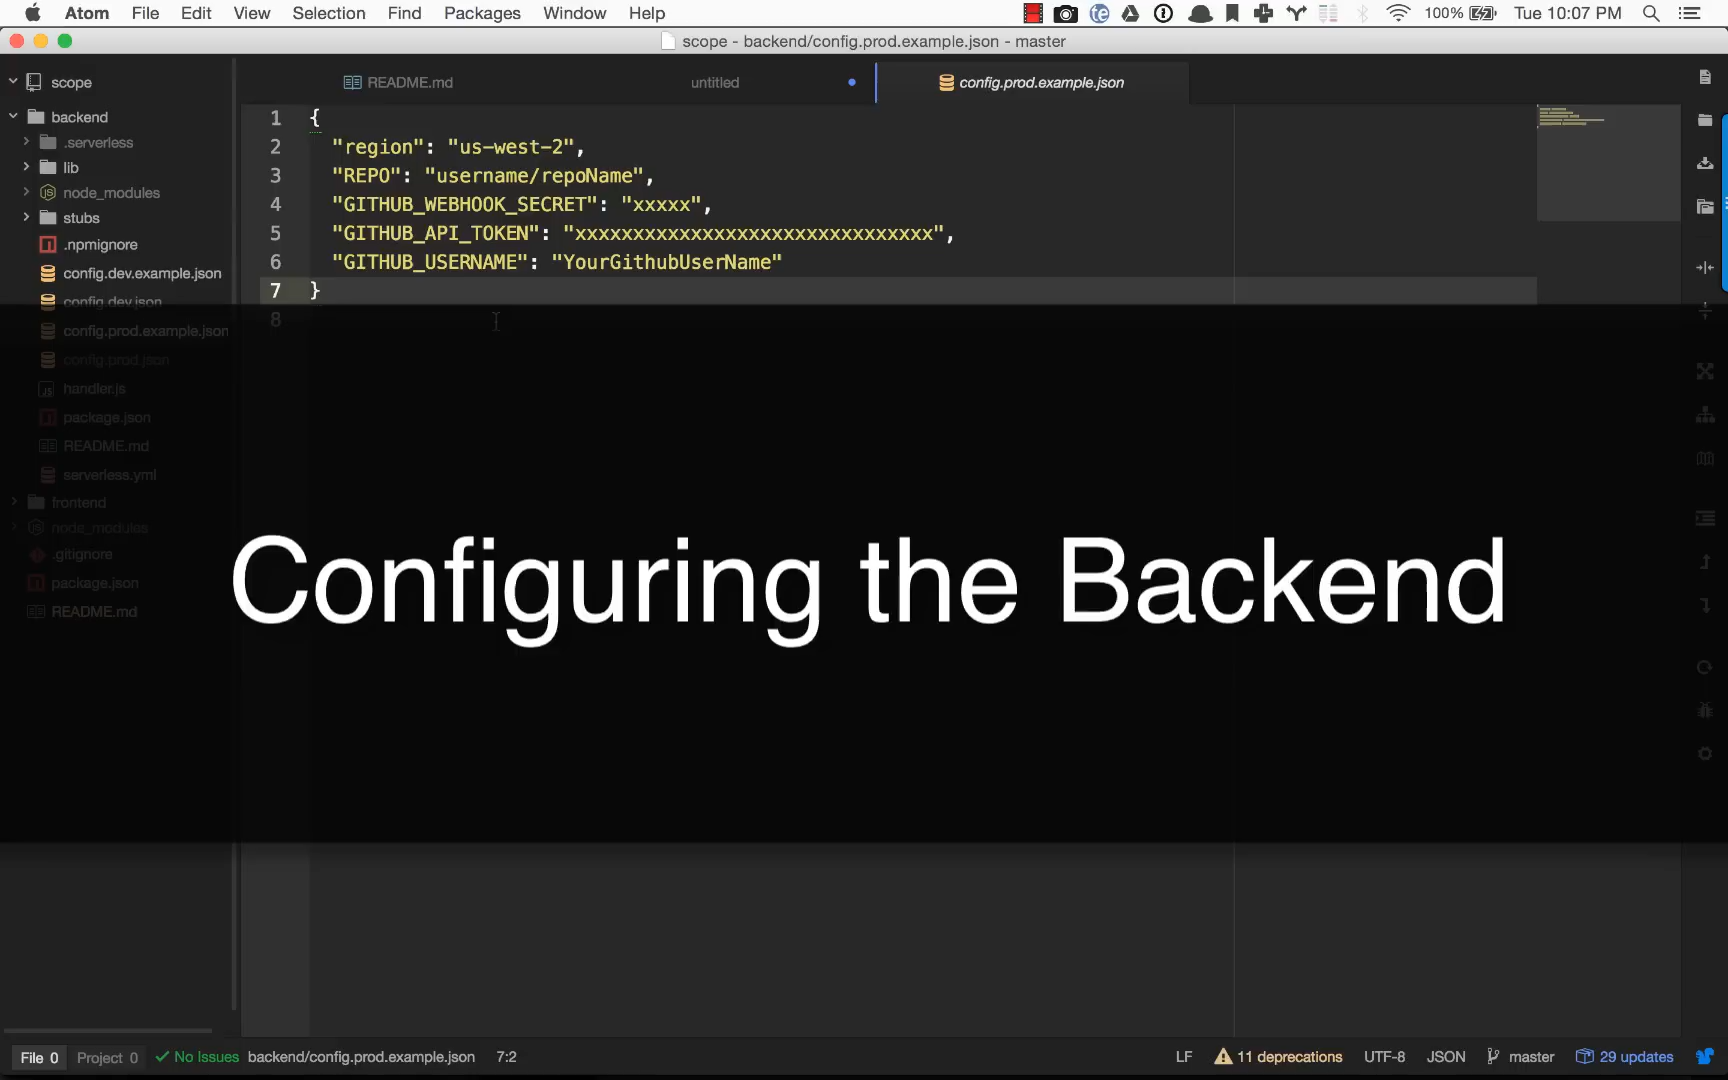 Atom File Edit View Selection Find Packages Window Help 100% Tue 10:07 PM
scope - backend/config.prod.example.json - master
scope
README.md
untitled
config.prod.example.json
backend
.serverless
lib
node_modules
stubs
.npmignore
config.dev.example.json
config.dev.json
config.prod.example.json
config.prod.json
handler.js
package.json
README.md
serverless.yml
frontend
node_modules
.gitignore
package.json
README.md
1 {
2 "region": "us-west-2",
3 "REPO": "username/repoName",
4 "GITHUB_WEBHOOK_SECRET": "xxxxx",
5 "GITHUB_API_TOKEN": "xxxxxxxxxxxxxxxxxxxxxxxxxxxxxxx",
6 "GITHUB_USERNAME": "YourGithubUserName"
7 }
8
Configuring the Backend
File 0 Project 0 No Issues backend/config.prod.example.json 7:2 LF 11 deprecations UTF-8 JSON master 29 updates